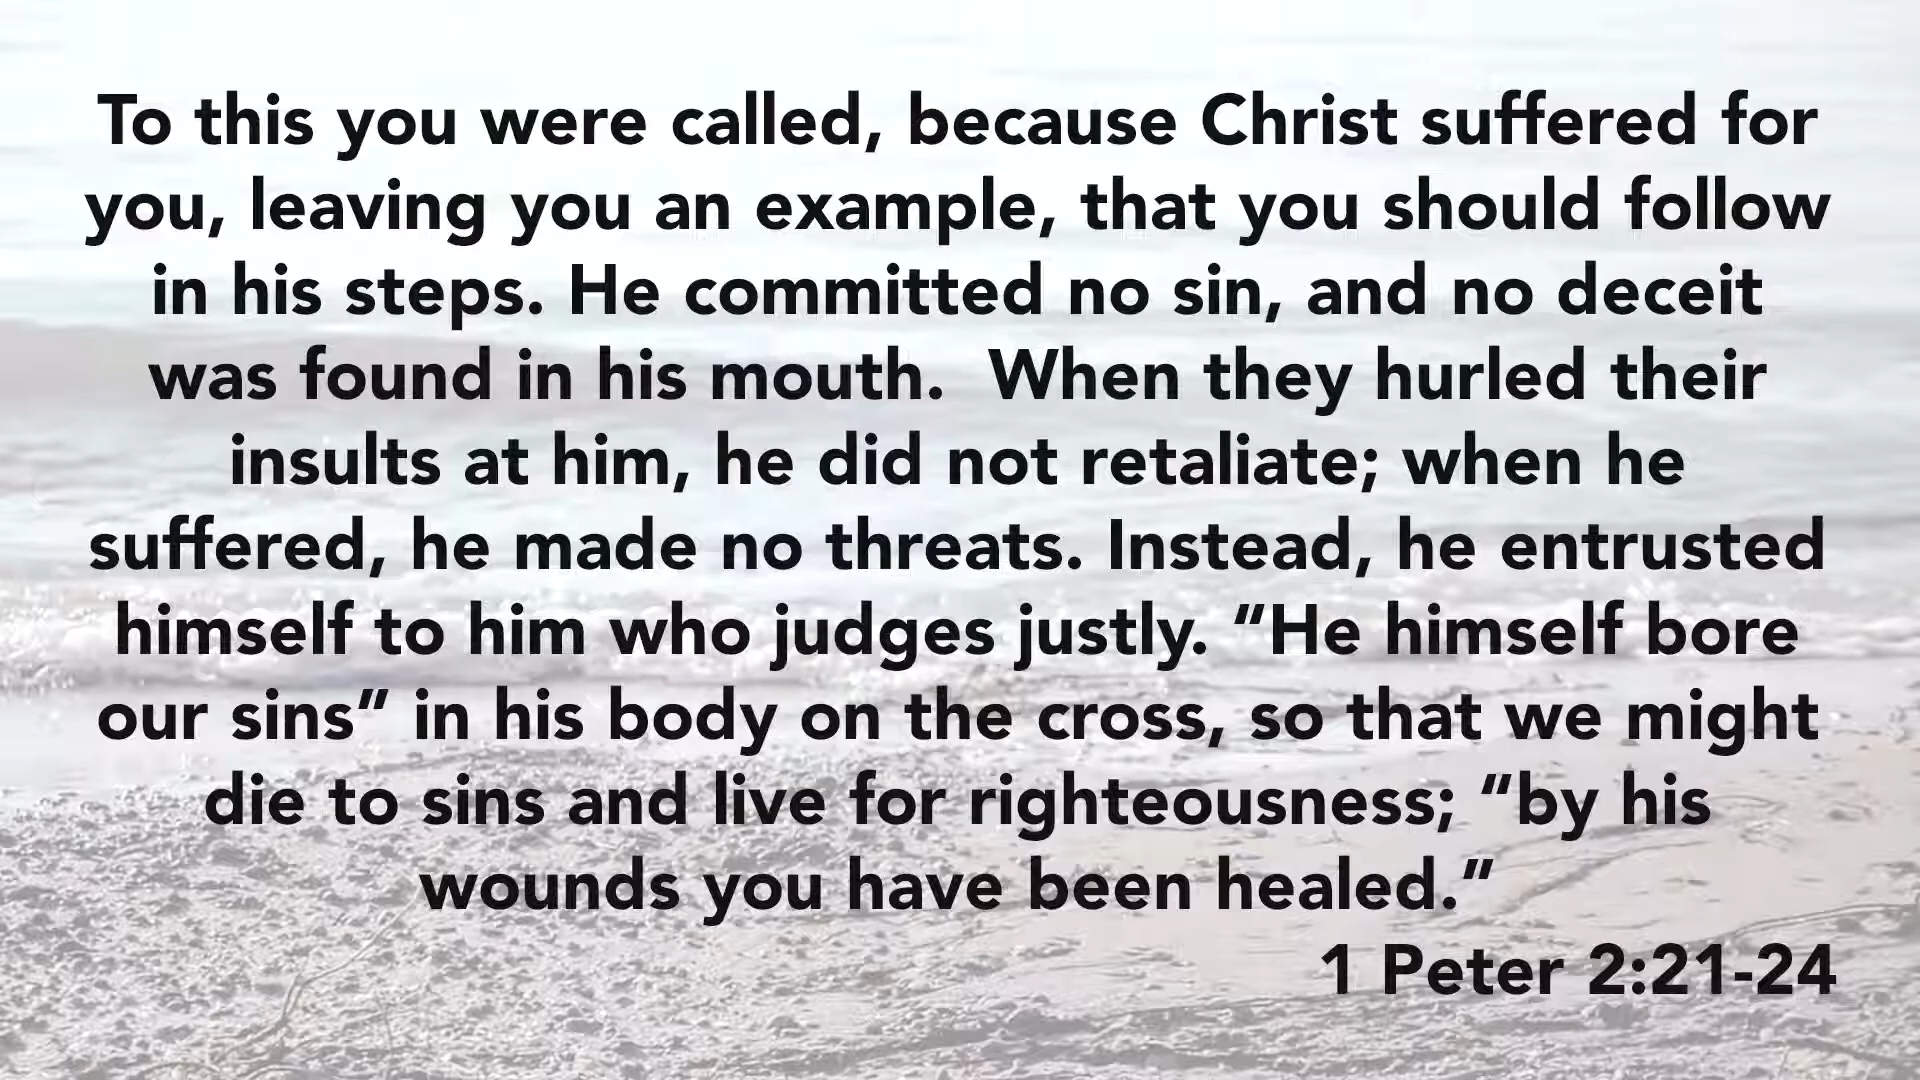 To this you were called, because Christ suffered for
you, leaving you an example, that you should follow
in his steps. He committed no sin, and no deceit
was found in his mouth.  When they hurled their
insults at him, he did not retaliate; when he
suffered, he made no threats. Instead, he entrusted
himself to him who judges justly. “He himself bore
our sins” in his body on the cross, so that we might
die to sins and live for righteousness; “by his
wounds you have been healed.”
1 Peter 2:21-24